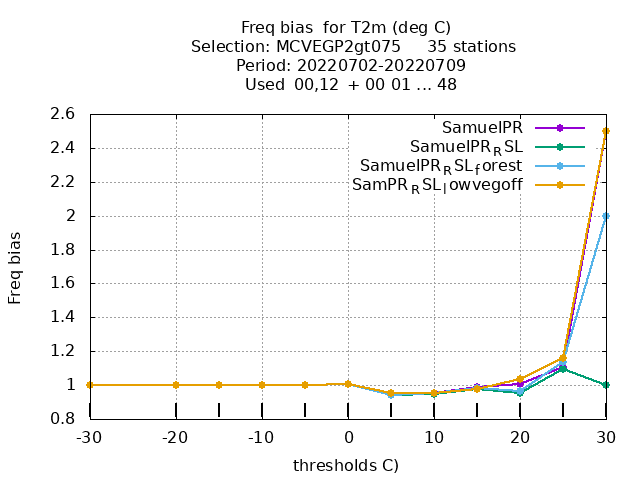 Freq bias for T2m (deg C)
Selection: MCVEGP2gt075 35 stations
Period: 20220702-20220709
Used 00,12 + 00 01 ... 48
2.6
2.4
2.2
2
1.8
1.6
1.4
1.2
1
0.8
Freq bias
SamuelPR
SamuelPR_RSL
SamuelPR_RSL_forest
SamPR_RSL_lowvegoff
-30 -20 -10 0 10 20 30
thresholds C)